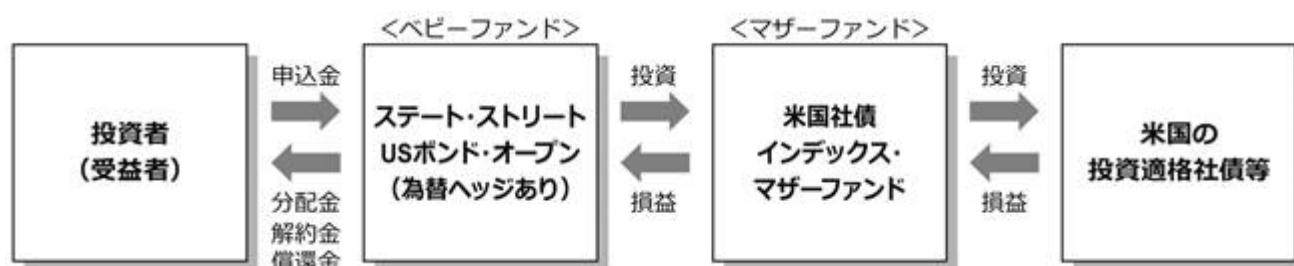 <ベビーファンド>
<マザーファンド>
投資者
(受益者)
申込金
分配金
解約金
償還金
ステート・ストリート
USボンド・オープン
(為替ヘッジあり)
投資
損益
米国社債
インデックス・
マザーファンド
投資
損益
米国の
投資適格社債等